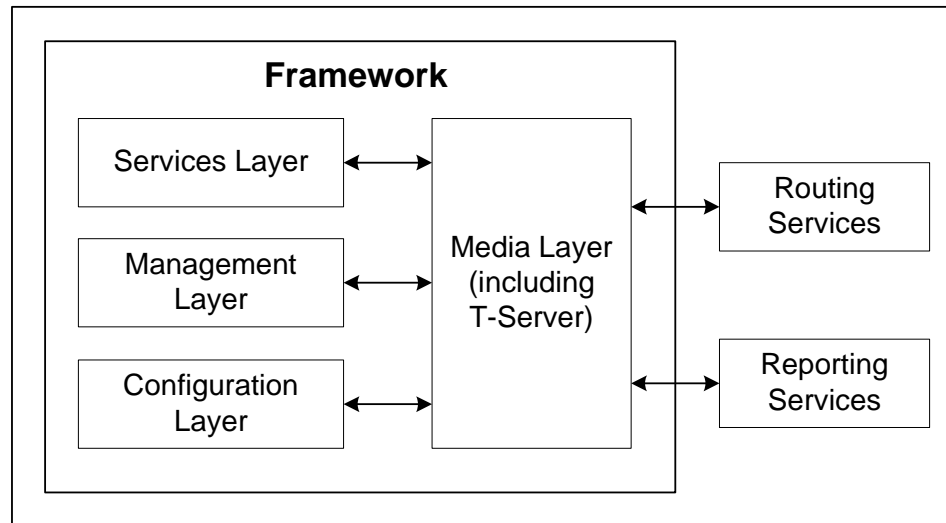 Framework
Services Layer
Management
Layer
Configuration
Layer
Media Layer
(including
T-Server)
Routing
Services
Reporting
Services